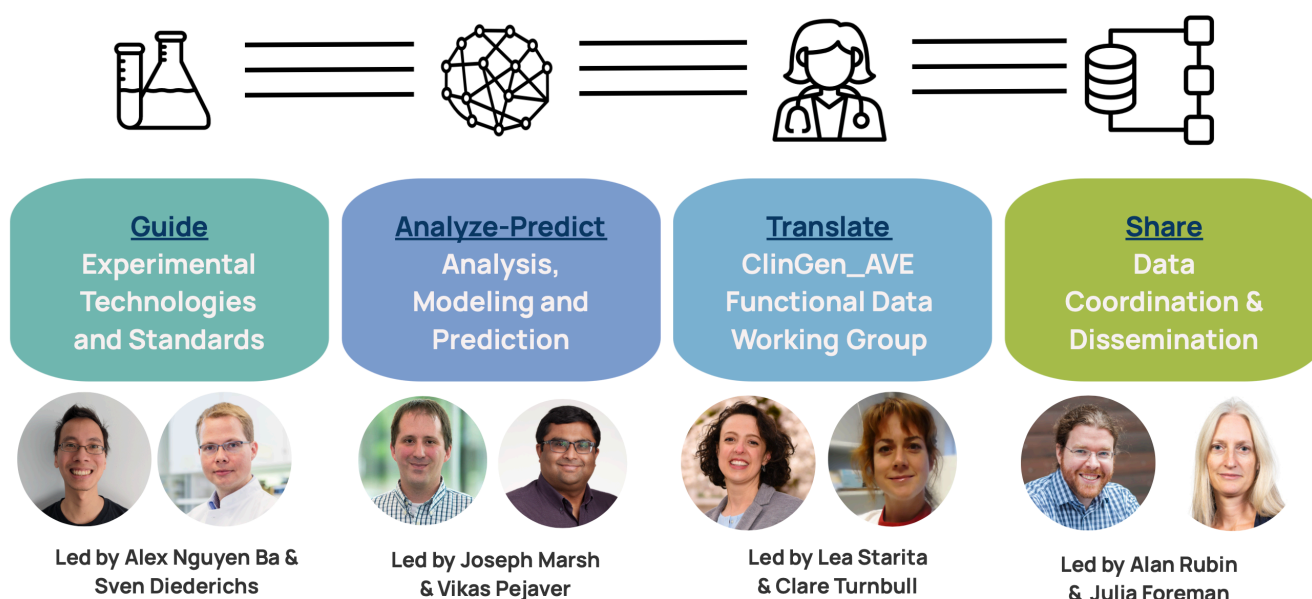 Guide
Experimental
Technologies
and Standards
Analyze-Predict
Analysis,
Modeling and
Prediction
Translate
ClinGen_AVE
Functional Data
Working Group
Share
Data
Coordination &
Dissemination
Led by Alex Nguyen Ba &
Sven Diederichs
Led by Joseph Marsh
& Vikas Pejaver
Led by Lea Starita
& Clare Turnbull
Led by Alan Rubin
& Julia Foreman